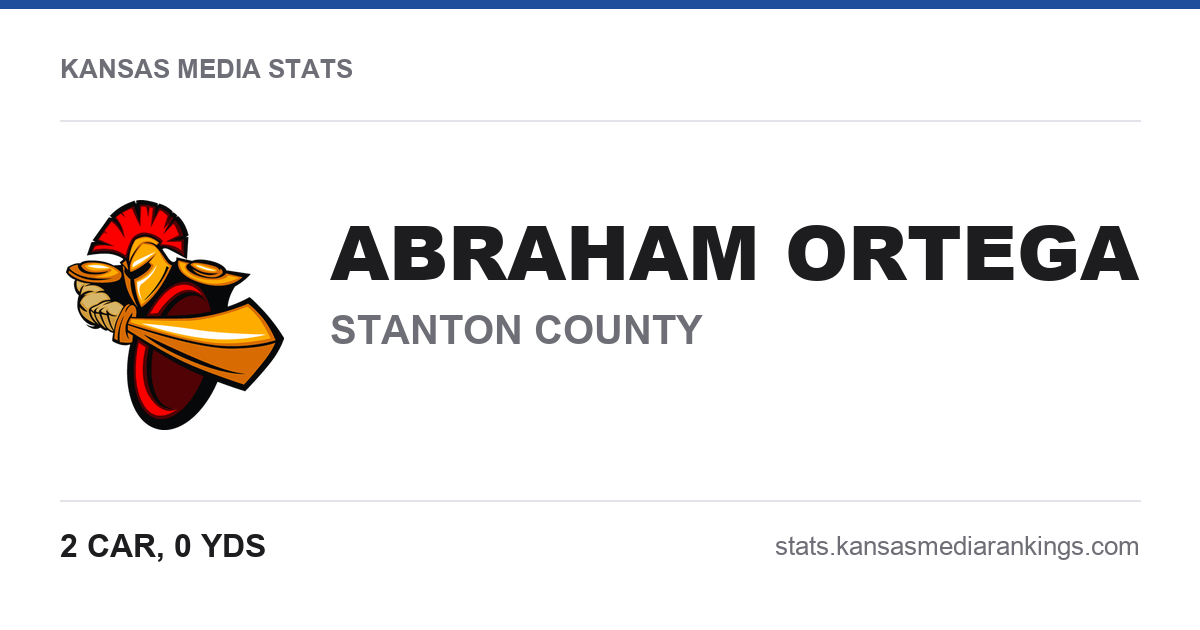 KANSAS MEDIA STATS
ABRAHAM ORTEGA
STANTON COUNTY
2 CAR, 0 YDS
stats.kansasmediarankings.com